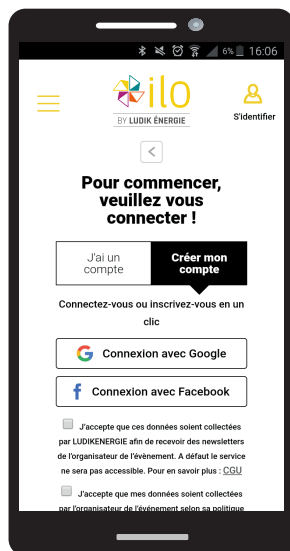 6% 16:06
ilo
BY LUDIK ÉNERGIE
S'identifier
Pour commencer,
veuillez vous
connecter !
J'ai un
compte
Créer mon
compte
Connectez-vous ou inscrivez-vous en un
clic
Connexion avec Google
Connexion avec Facebook
J'accepte que ces données soient collectées
par LUDIKENERGIE afin de recevoir des newsletters
de l'organisateur de l'évènement. A défaut le service
ne sera pas accessible. Pour en savoir plus : CGU
J'accepte que mes données soient collectées
par l'organisateur de l'événement selon sa politique